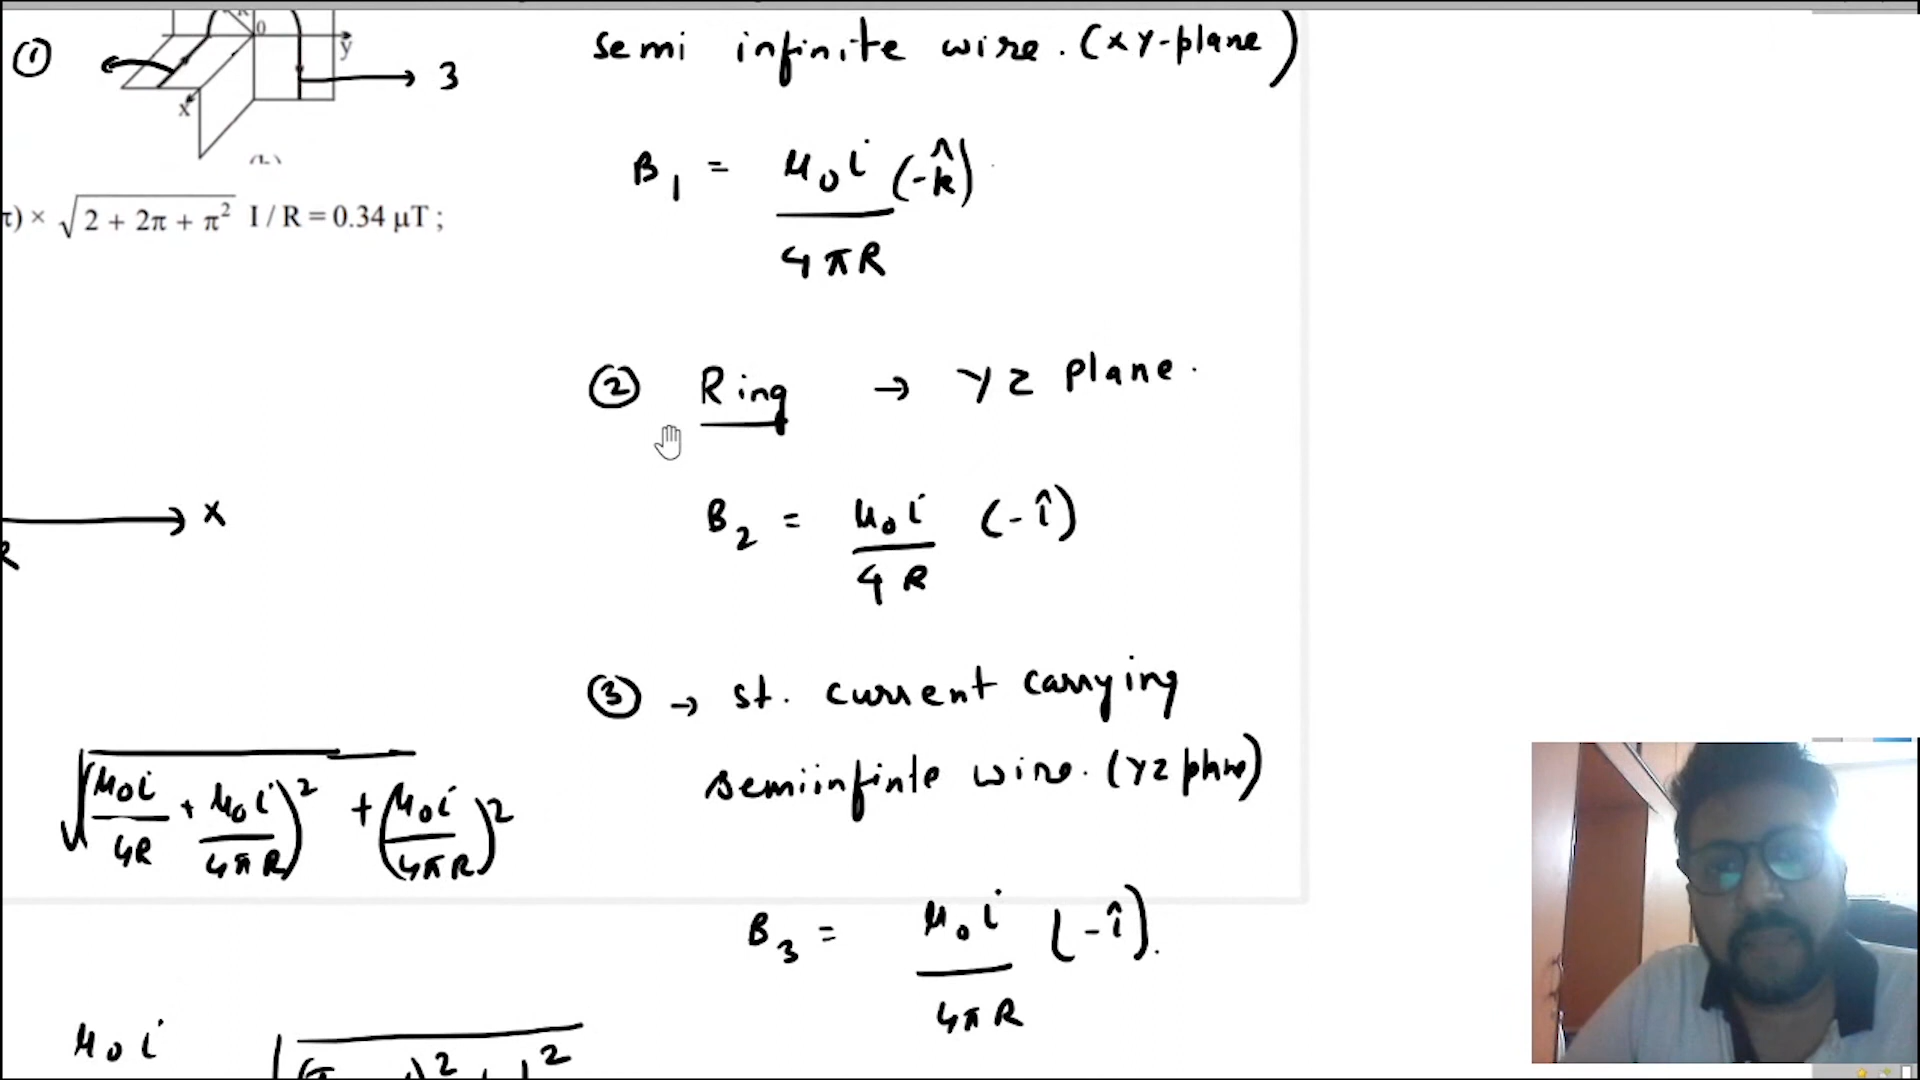 ①
0
y
3
x
semi infinite wire. (XY-plane)
B₁ = μ₀i/4πR (-k̂)
) × √2 + 2π + π² I / R = 0.34 μT ;
② Ring → YZ plane.
B₂ = μ₀i/4R (-î)
x
③ → st. current carrying
semiinfinte wire. (YZ plane)
√(μ₀i/4R + μ₀i/4πR)² + (μ₀i/4πR)²
B₃ = μ₀i/4πR (-î).
μ₀i